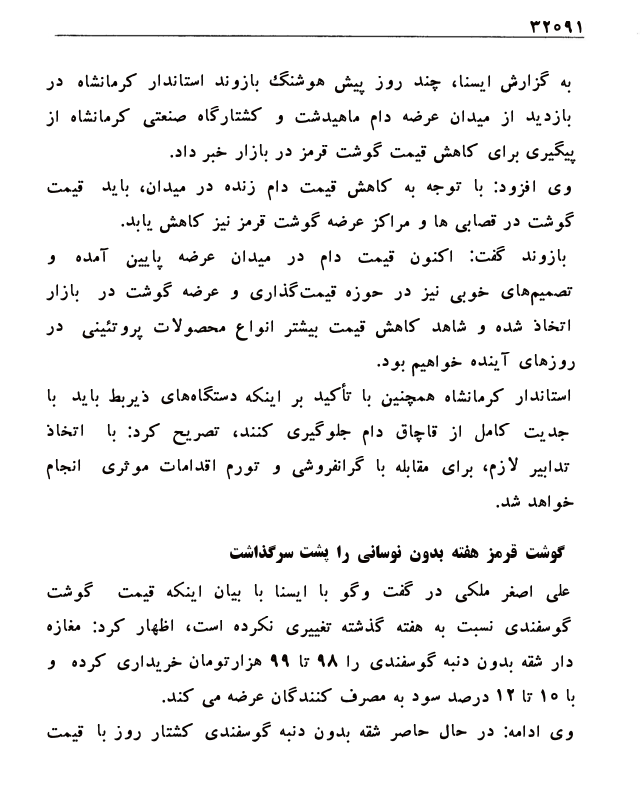 ۳۲۰۹۱
به گزارش ایسنا، چند روز پیش هوشنگ بازوند استاندار کرمانشاه در
بازدید از میدان عرضه دام ماهیدشت و کشتارگاه صنعتی کرمانشاه از
پیگیری برای کاهش قیمت گوشت قرمز در بازار خبر داد.
وی افزود: با توجه به کاهش قیمت دام زنده در میدان، باید قیمت
گوشت در قصابی ها و مراکز عرضه گوشت قرمز نیز کاهش یابد.
بازوند گفت: اکنون قیمت دام در میدان عرضه پایین آمده و
تصمیم‌های خوبی نیز در حوزه قیمت‌گذاری و عرضه گوشت در بازار
اتخاذ شده و شاهد کاهش قیمت بیشتر انواع محصولات پروتئینی در
روزهای آینده خواهیم بود.
استاندار کرمانشاه همچنین با تأکید بر اینکه دستگاه‌های ذیربط باید با
جدیت کامل از قاچاق دام جلوگیری کنند، تصریح کرد: با اتخاذ
تدابیر لازم، برای مقابله با گرانفروشی و تورم اقدامات موثری انجام
خواهد شد.
گوشت قرمز هفته بدون نوسانی را پشت سرگذاشت
علی اصغر ملکی در گفت وگو با ایسنا با بیان اینکه قیمت گوشت
گوسفندی نسبت به هفته گذشته تغییری نکرده است، اظهار کرد: مغازه
دار شقه بدون دنبه گوسفندی را ۹۸ تا ۹۹ هزارتومان خریداری کرده و
با ۱۰ تا ۱۲ درصد سود به مصرف کنندگان عرضه می کند.
وی ادامه: در حال حاصر شقه بدون دنبه گوسفندی کشتار روز با قیمت